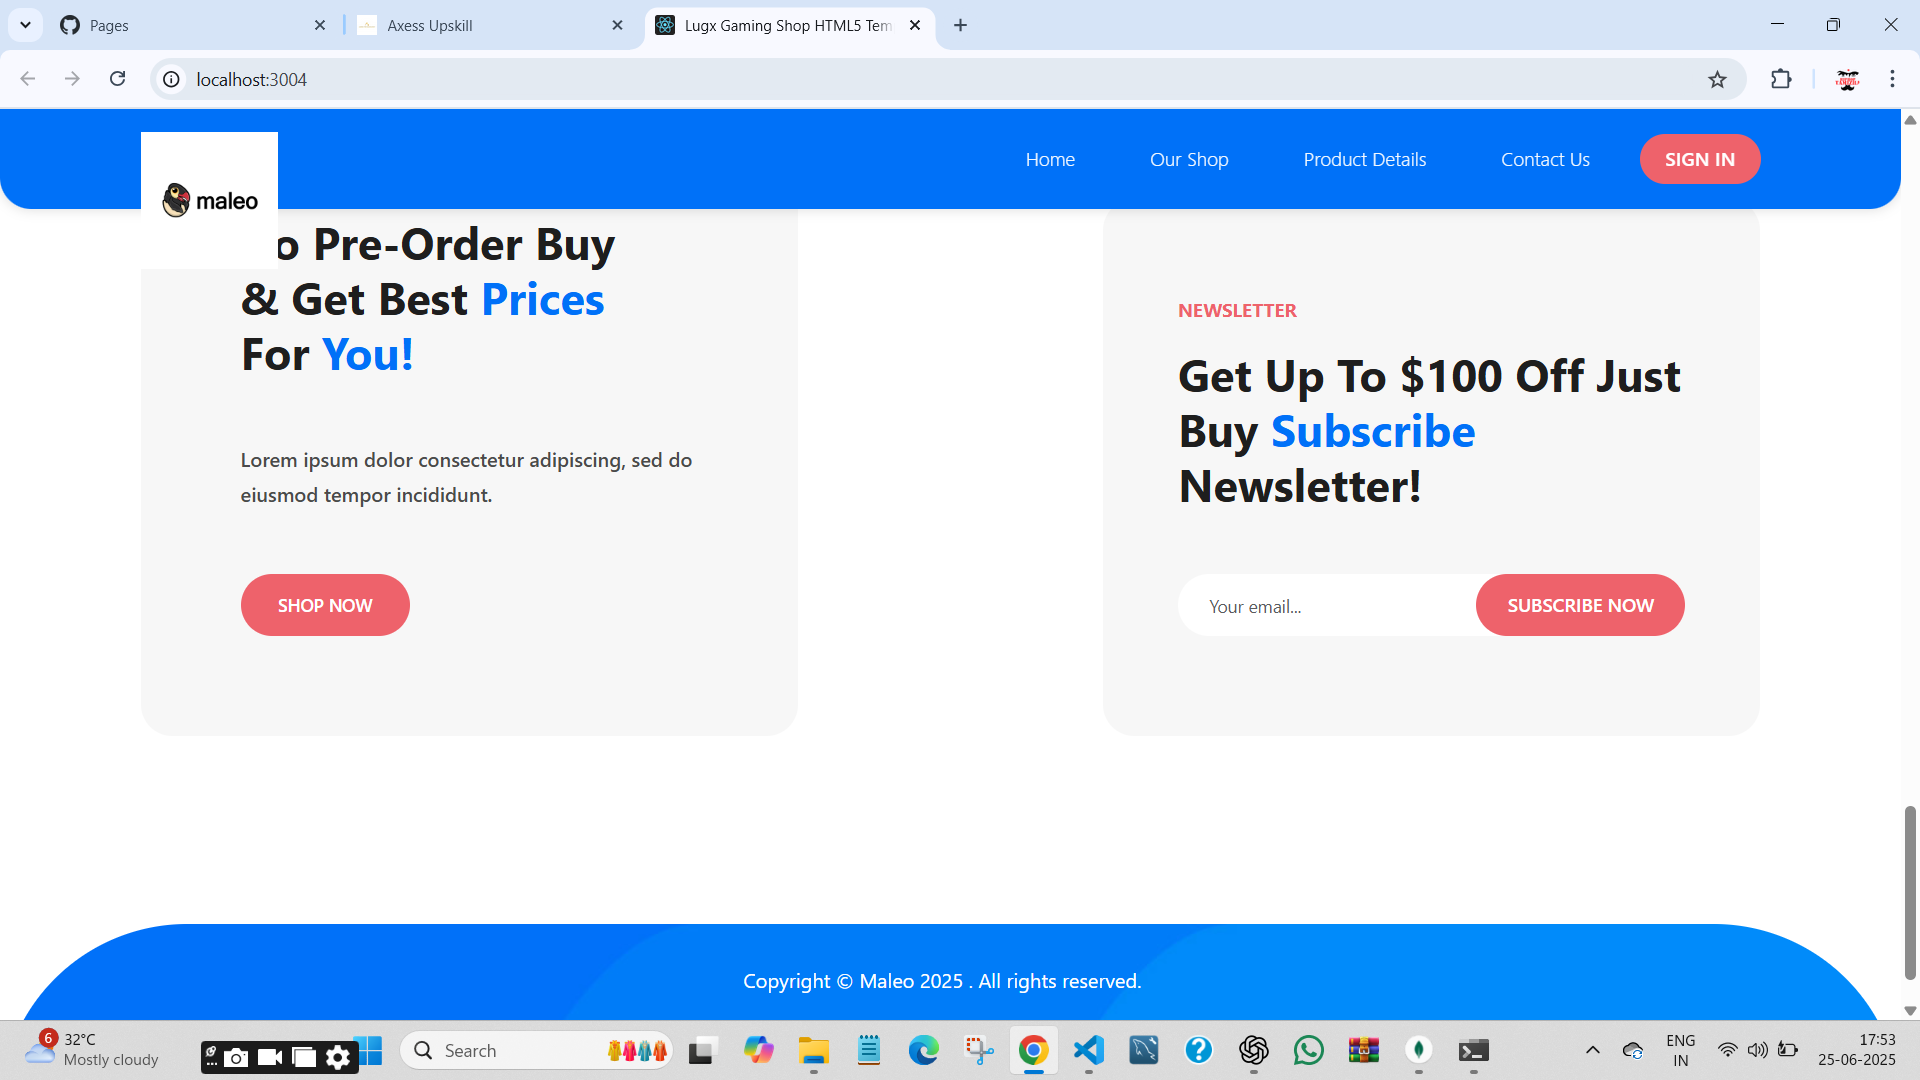 Pages
Axess Upskill
Lugx Gaming Shop HTML5 Tem
localhost:3004
maleo
Home
Our Shop
Product Details
Contact Us
SIGN IN
o Pre-Order Buy
& Get Best Prices
For You!
Lorem ipsum dolor consectetur adipiscing, sed do
eiusmod tempor incididunt.
SHOP NOW
NEWSLETTER
Get Up To $100 Off Just
Buy Subscribe
Newsletter!
Your email...
SUBSCRIBE NOW
Copyright © Maleo 2025 . All rights reserved.
6
32°C
Mostly cloudy
Search
ENG
IN
17:53
25-06-2025